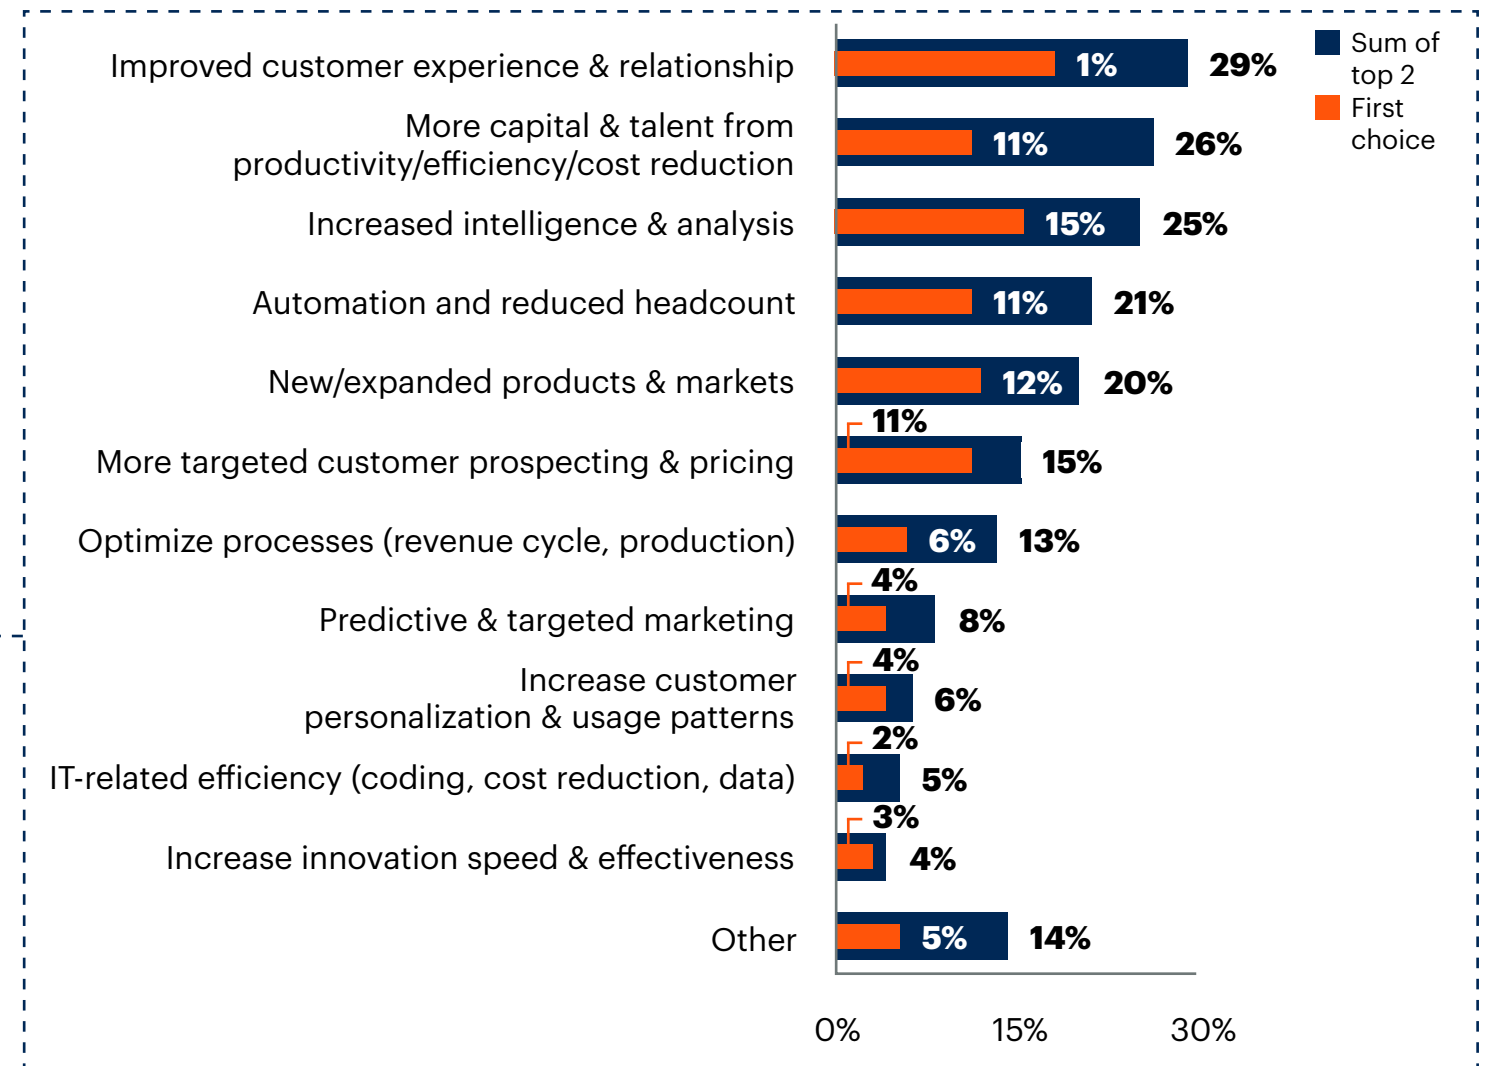 Sum of
top 2
First
choice
Improved customer experience & relationship 1% 29%
More capital & talent from
productivity/efficiency/cost reduction 11% 26%
Increased intelligence & analysis 15% 25%
Automation and reduced headcount 11% 21%
New/expanded products & markets 12% 20%
11%
More targeted customer prospecting & pricing 15%
Optimize processes (revenue cycle, production) 6% 13%
4%
Predictive & targeted marketing 8%
4%
Increase customer
personalization & usage patterns 6%
2%
IT-related efficiency (coding, cost reduction, data) 5%
3%
Increase innovation speed & effectiveness 4%
Other 5% 14%
0% 15% 30%